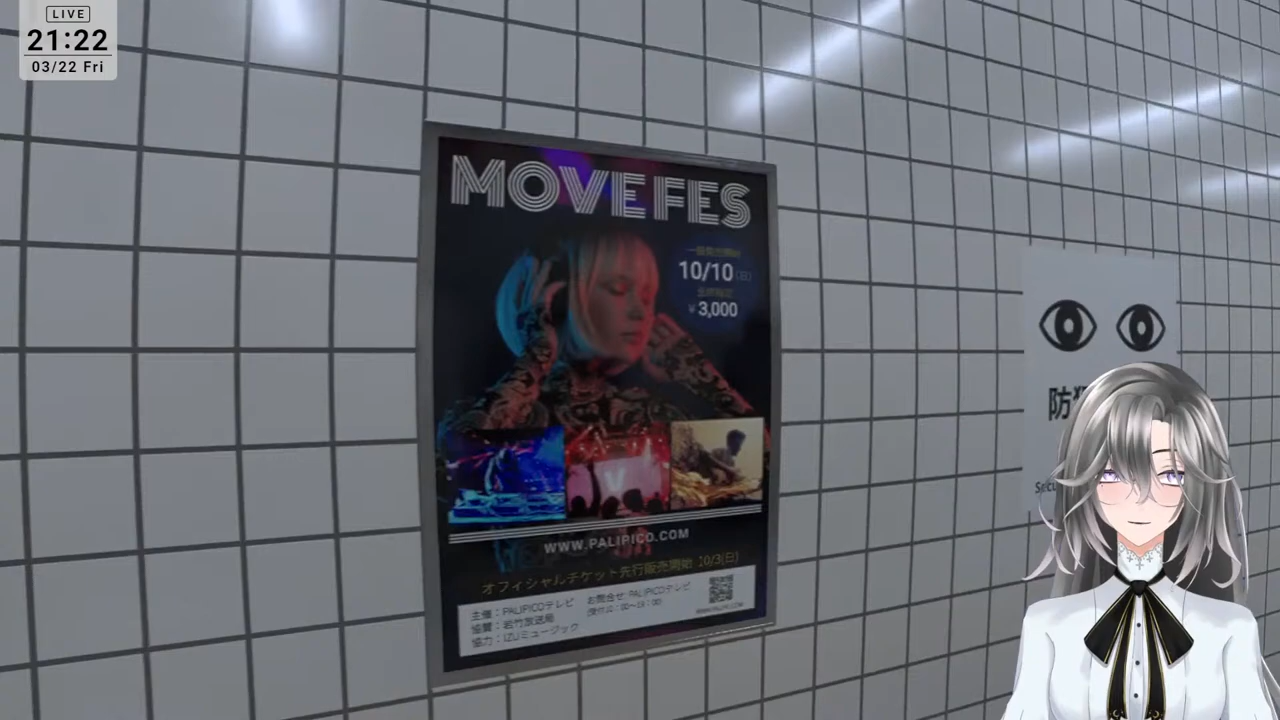 LIVE
21:22
03/22 Fri
MOVE FES
10/10
¥3,000
WWW.PALIPICO.COM
オフィシャルチケット先行販売開始 10/3(日)
主催：PALIPICOテレビ
協賛：若竹放送局
協力：IZUミュージック
お問合せ：PALIPICOテレビ
防